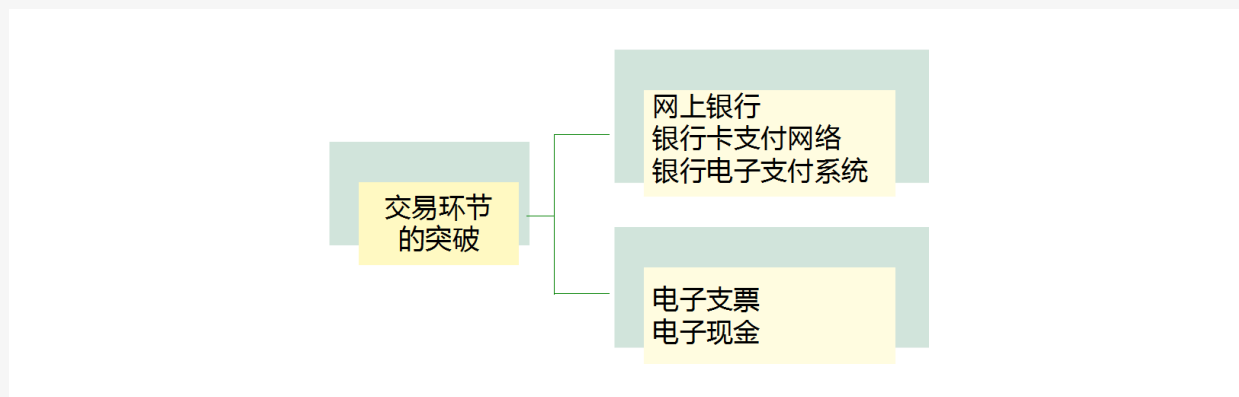 交易环节
的突破
网上银行
银行卡支付网络
银行电子支付系统
电子支票
电子现金